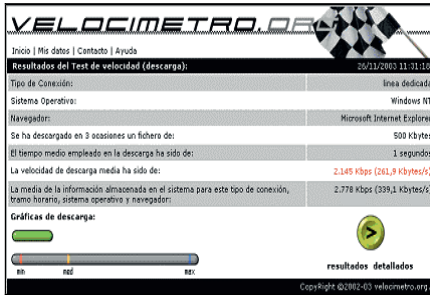 VELOCIMETRO.ORG
Inicio | Mis datos | Contacto | Ayuda
Resultados del Test de velocidad (descarga): 26/11/2003 11:31:18
Tipo de Conexión: linea dedicada
Sistema Operativo: Windows NT
Navegador: Microsoft Internet Explorer
Se ha descargado en 3 ocasiones un fichero de: 500 Kbytes
El tiempo medio empleado en la descarga ha sido de: 1 segundos
La velocidad de descarga media ha sido de: 2.145 Kbps (261,9 Kbytes/s)
La media de la información almacenada en el sistema para este tipo de conexión, 2.778 Kbps (339,1 Kbytes/s)
tramo horario, sistema operativo y navegador:
Gráficas de descarga:
min med max
resultados detallados
CopyRight @2002-03 velocimetro.org